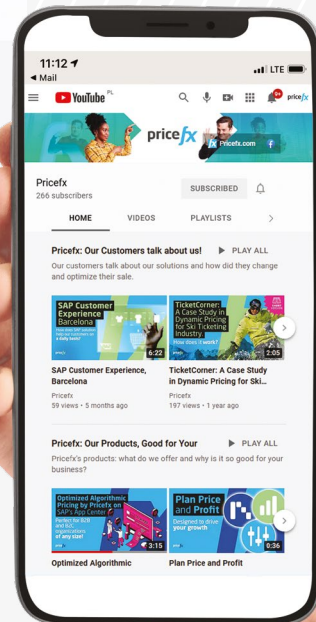 11:12
LTE
Mail
YouTube PL
9+
pricefx
pricefx
fx Pricefx.com
Pricefx
266 subscribers
SUBSCRIBED
HOME VIDEOS PLAYLISTS
Pricefx: Our Customers talk about us! PLAY ALL
Our customers talk about our solutions and how did they change
and optimize their sale.
SAP Customer
Experience
Barcelona
6:22
TicketCorner:
A Case Study in
Dynamic Pricing
for Ski Ticketing
Industry.
How does it work?
2:05
SAP Customer Experience,
Barcelona
Pricefx
59 views • 5 months ago
TicketCorner: A Case Study
in Dynamic Pricing for Ski...
Pricefx
197 views • 1 year ago
Pricefx: Our Products, Good for Your PLAY ALL
Pricefx's products: what do we offer and why is it so good for your
business?
Optimized Algorithmic
Pricing by Pricefx on
SAP's App Center
Perfect for B2B
and B2C
organizations
of any size!
3:15
Plan Price
and Profit
Designed to drive
your growth
0:36
Optimized Algorithmic
Plan Price and Profit